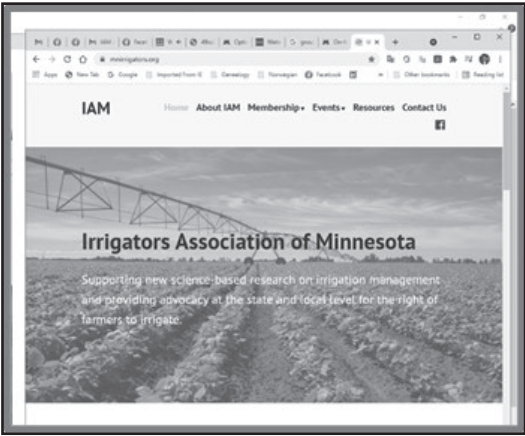 mnirrigators.org
Apps New Tab Google Imported From IE Genealogy Norwegian Facebook Other bookmarks Reading list
IAM Home About IAM Membership Events Resources Contact Us
Irrigators Association of Minnesota
Supporting new science-based research on irrigation management
and providing advocacy at the state and local level for the right of
farmers to irrigate.